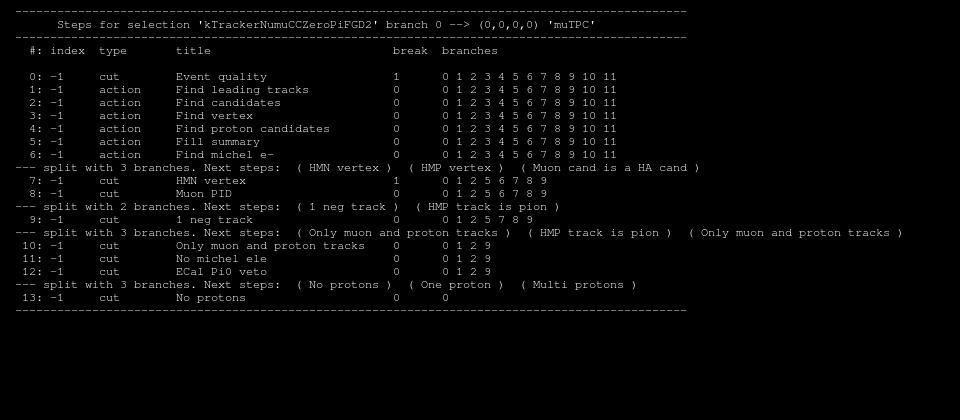 ------------------------------------------------------------------------------------------------
Steps for selection 'kTrackerNumuCCZeroPiFGD2' branch 0 --> (0,0,0,0) 'muTPC'
------------------------------------------------------------------------------------------------
#: index type title break branches
0: -1 cut Event quality 1 0 1 2 3 4 5 6 7 8 9 10 11
1: -1 action Find leading tracks 0 0 1 2 3 4 5 6 7 8 9 10 11
2: -1 action Find candidates 0 0 1 2 3 4 5 6 7 8 9 10 11
3: -1 action Find vertex 0 0 1 2 3 4 5 6 7 8 9 10 11
4: -1 action Find proton candidates 0 0 1 2 3 4 5 6 7 8 9 10 11
5: -1 action Fill summary 0 0 1 2 3 4 5 6 7 8 9 10 11
6: -1 action Find michel e- 0 0 1 2 3 4 5 6 7 8 9 10 11
--- split with 3 branches. Next steps: ( HMN vertex ) ( HMP vertex ) ( Muon cand is a HA cand )
7: -1 cut HMN vertex 1 0 1 2 5 6 7 8 9
8: -1 cut Muon PID 0 0 1 2 5 6 7 8 9
--- split with 2 branches. Next steps: ( 1 neg track ) ( HMP track is pion )
9: -1 cut 1 neg track 0 0 1 2 5 7 8 9
--- split with 3 branches. Next steps: ( Only muon and proton tracks ) ( HMP track is pion ) ( Only muon and proton tracks )
10: -1 cut Only muon and proton tracks 0 0 1 2 9
11: -1 cut No michel ele 0 0 1 2 9
12: -1 cut ECal Pi0 veto 0 0 1 2 9
--- split with 3 branches. Next steps: ( No protons ) ( One proton ) ( Multi protons )
13: -1 cut No protons 0 0
------------------------------------------------------------------------------------------------